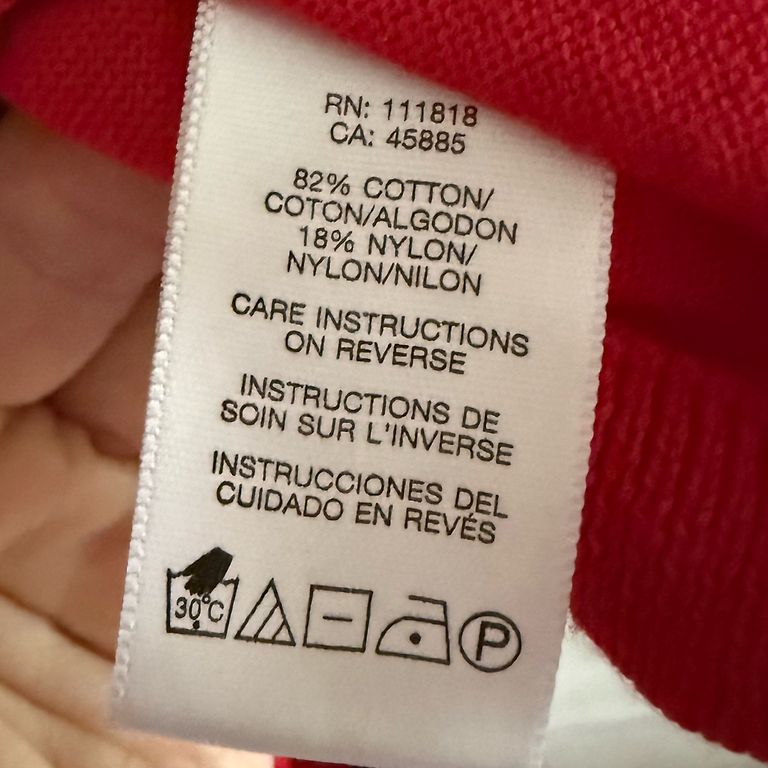 RN: 111818
CA: 45885
82% COTTON/
COTON/ALGODON
18% NYLON/
NYLON/NILON
CARE INSTRUCTIONS
ON REVERSE
INSTRUCTIONS DE
SOIN SUR L'INVERSE
INSTRUCCIONES DEL
CUIDADO EN REVÉS
30°C P